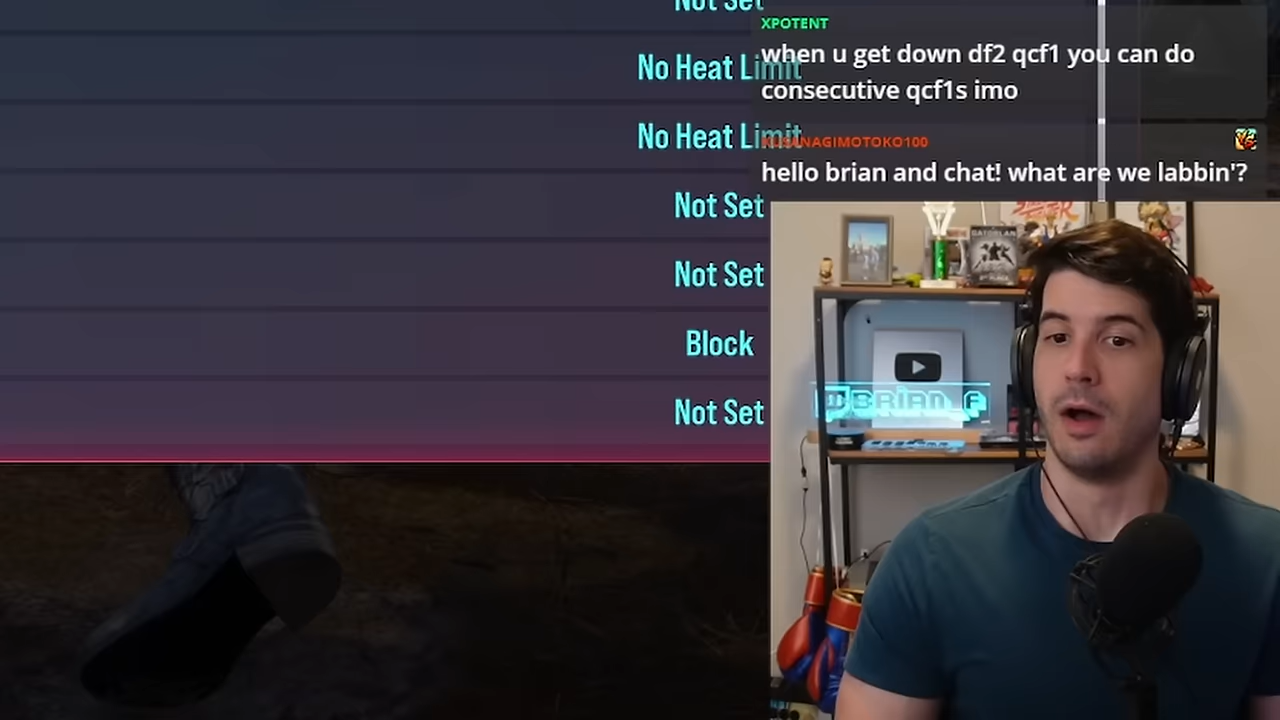 Not Set
No Heat Limit
No Heat Limit
Not Set
Not Set
Block
Not Set
XPOTENT
when u get down df2 qcf1 you can do
consecutive qcf1s imo
KUSANAGIMOTOKO100
hello brian and chat! what are we labbin'?
BRIAN_F